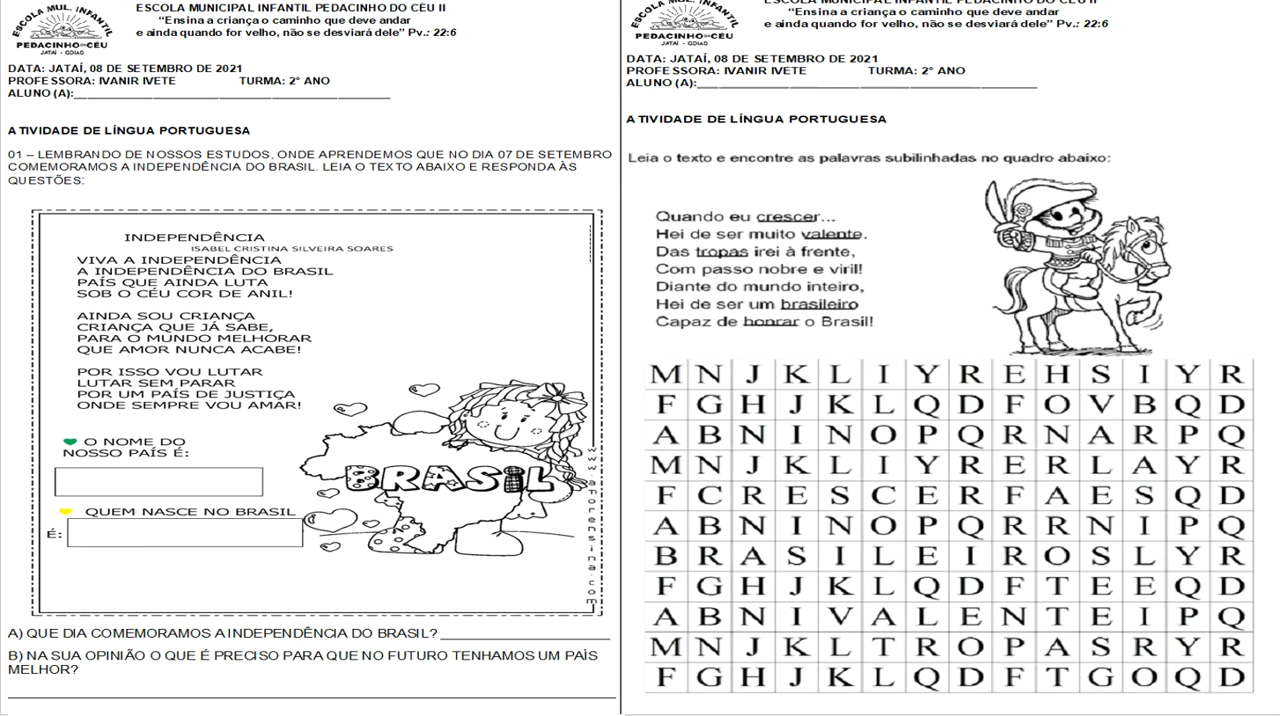 ESCOLA MUL. INFANTIL
PEDACINHO DO CÉU
JATAÍ - GOIÁS
ESCOLA MUNICIPAL INFANTIL PEDACINHO DO CÉU II
“Ensina a criança o caminho que deve andar
e ainda quando for velho, não se desviará dele” Pv.: 22:6
DATA: JATAÍ, 08 DE SETEMBRO DE 2021
PROFESSORA: IVANIR IVETE TURMA: 2° ANO
ALUNO (A):
ATIVIDADE DE LÍNGUA PORTUGUESA
01 – LEMBRANDO DE NOSSOS ESTUDOS, ONDE APRENDEMOS QUE NO DIA 07 DE SETEMBRO
COMEMORAMOS A INDEPENDÊNCIA DO BRASIL. LEIA O TEXTO ABAIXO E RESPONDA ÀS
QUESTÕES:
INDEPENDÊNCIA
ISABEL CRISTINA SILVEIRA SOARES
VIVA A INDEPENDÊNCIA
A INDEPENDÊNCIA DO BRASIL
PAÍS QUE AINDA LUTA
SOB O CÉU COR DE ANIL!
AINDA SOU CRIANÇA
CRIANÇA QUE JÁ SABE,
PARA O MUNDO MELHORAR
QUE AMOR NUNCA ACABE!
POR ISSO VOU LUTAR
LUTAR SEM PARAR
POR UM PAÍS DE JUSTIÇA
ONDE SEMPRE VOU AMAR!
O NOME DO
NOSSO PAÍS É:
BRASIL
QUEM NASCE NO BRASIL
É:
A) QUE DIA COMEMORAMOS A INDEPENDÊNCIA DO BRASIL?
B) NA SUA OPINIÃO O QUE É PRECISO PARA QUE NO FUTURO TENHAMOS UM PAÍS
MELHOR?
ESCOLA MUL. INFANTIL
PEDACINHO DO CÉU
JATAÍ - GOIÁS
ESCOLA MUNICIPAL INFANTIL PEDACINHO DO CÉU II
“Ensina a criança o caminho que deve andar
e ainda quando for velho, não se desviará dele” Pv.: 22:6
DATA: JATAÍ, 08 DE SETEMBRO DE 2021
PROFESSORA: IVANIR IVETE TURMA: 2° ANO
ALUNO (A):
ATIVIDADE DE LÍNGUA PORTUGUESA
Leia o texto e encontre as palavras subilinhadas no quadro abaixo:
Quando eu crescer...
Hei de ser muito valente.
Das tropas irei à frente,
Com passo nobre e viril!
Diante do mundo inteiro,
Hei de ser um brasileiro
Capaz de honrar o Brasil!
M N J K L I Y R E H S I Y R
F G H J K L Q D F O V B Q D
A B N I N O P Q R N A R P Q
M N J K L I Y R E R L A Y R
F C R E S C E R F A E S Q D
A B N I N O P Q R R N I P Q
B R A S I L E I R O S L Y R
F G H J K L Q D F T E E Q D
A B N I V A L E N T E I P Q
M N J K L T R O P A S R Y R
F G H J K L Q D F T G O Q D